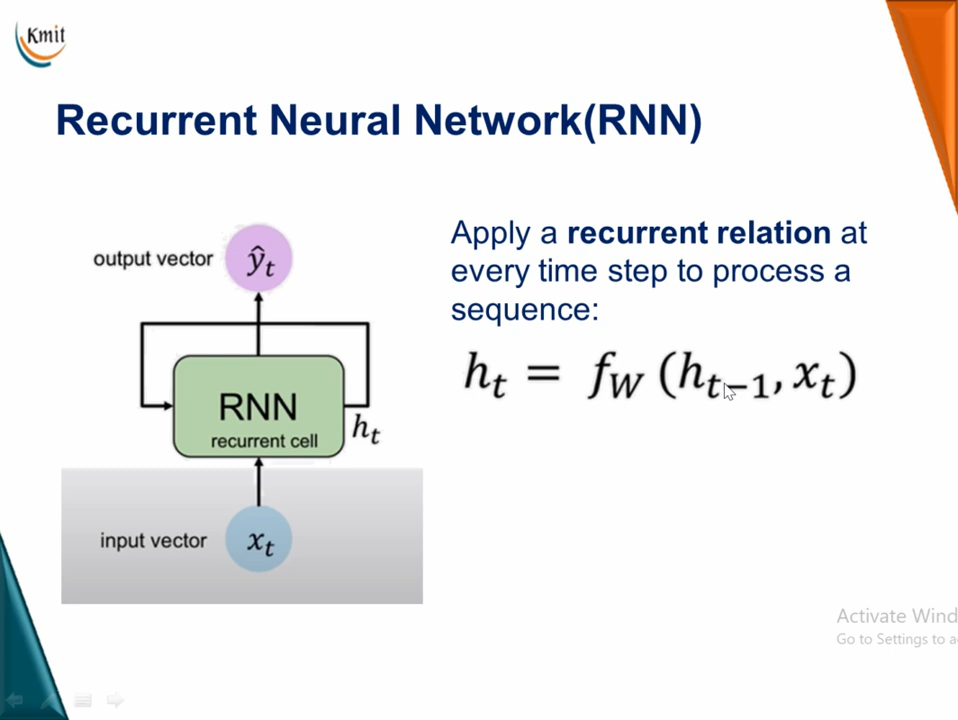 Kmit
Recurrent Neural Network(RNN)
output vector
ŷₜ
RNN
recurrent cell
hₜ
input vector
xₜ
Apply a recurrent relation at
every time step to process a
sequence:
hₜ = f_W (hₜ₋₁, xₜ)
Activate Wind
Go to Settings to a